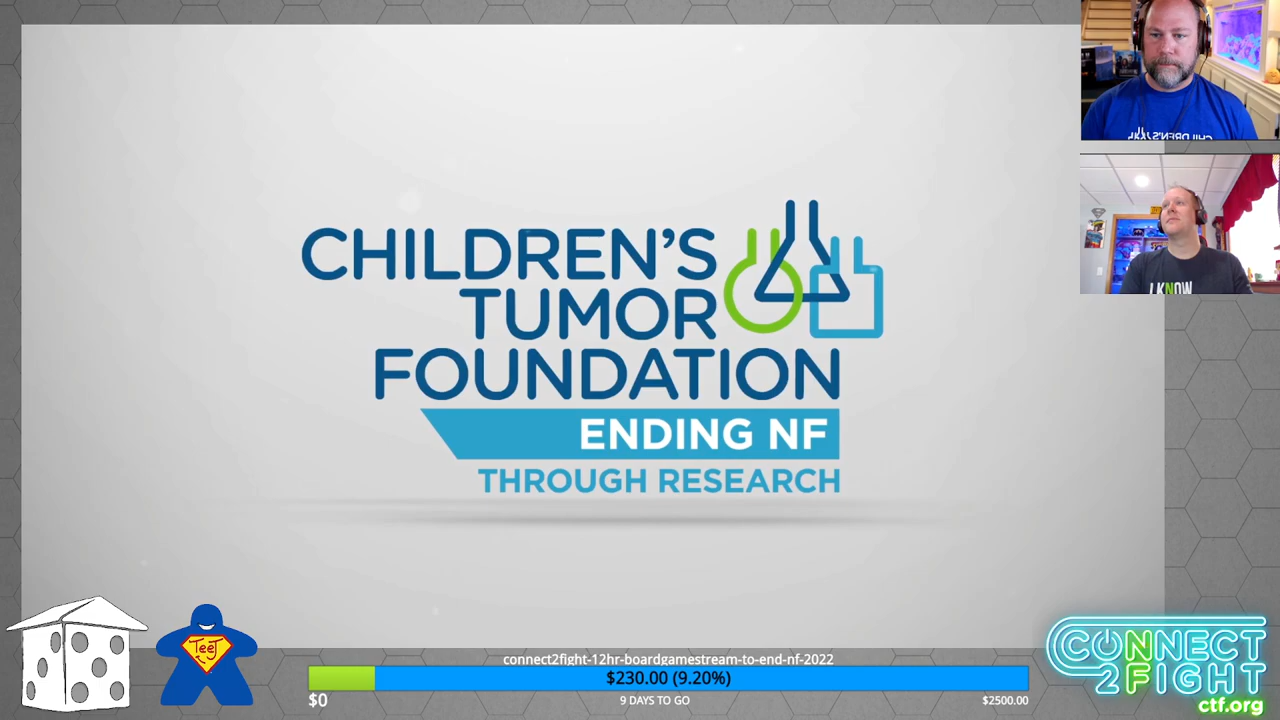 CHILDREN'S
TUMOR
FOUNDATION
ENDING NF
THROUGH RESEARCH
I KNOW
TeeT
connect2fight-12hr-boardgamestream-to-end-nf-2022
$230.00 (9.20%)
$0
9 DAYS TO GO
$2500.00
CONNECT
2FIGHT
ctf.org